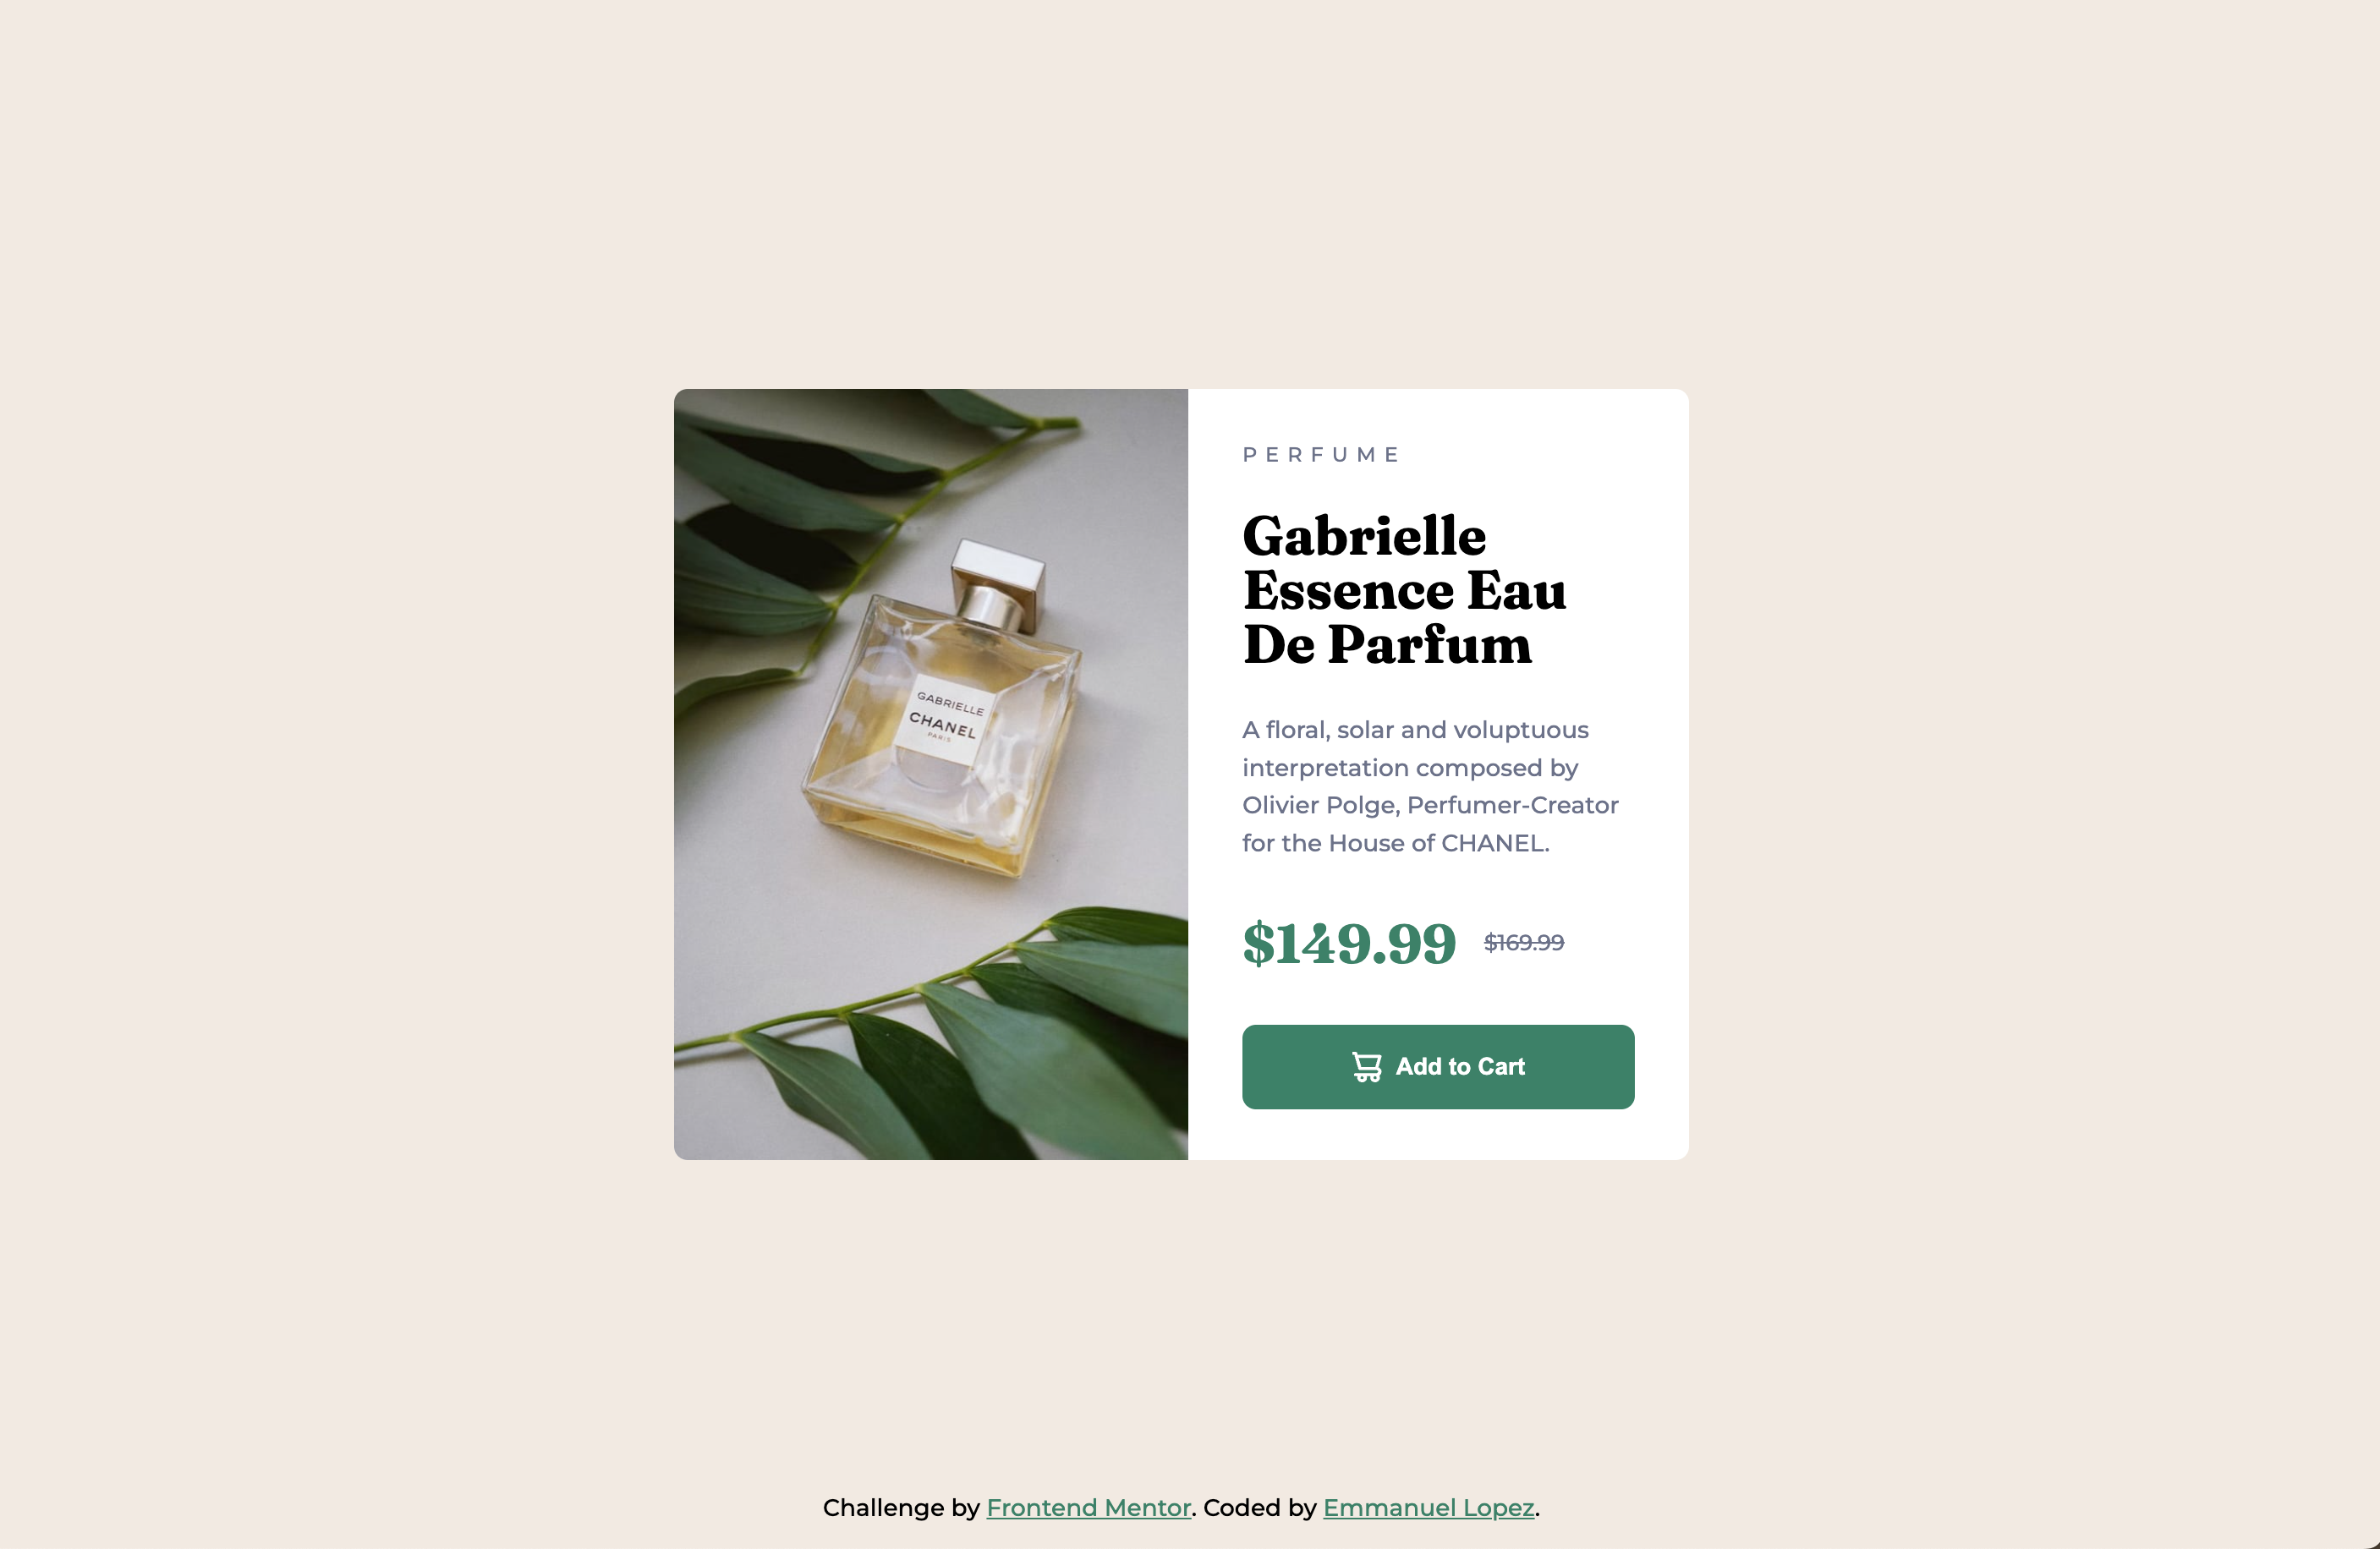 GABRIELLE
CHANEL
PARIS
PERFUME
Gabrielle
Essence Eau
De Parfum
A floral, solar and voluptuous
interpretation composed by
Olivier Polge, Perfumer-Creator
for the House of CHANEL.
$149.99 $169.99
Add to Cart
Challenge by Frontend Mentor. Coded by Emmanuel Lopez.